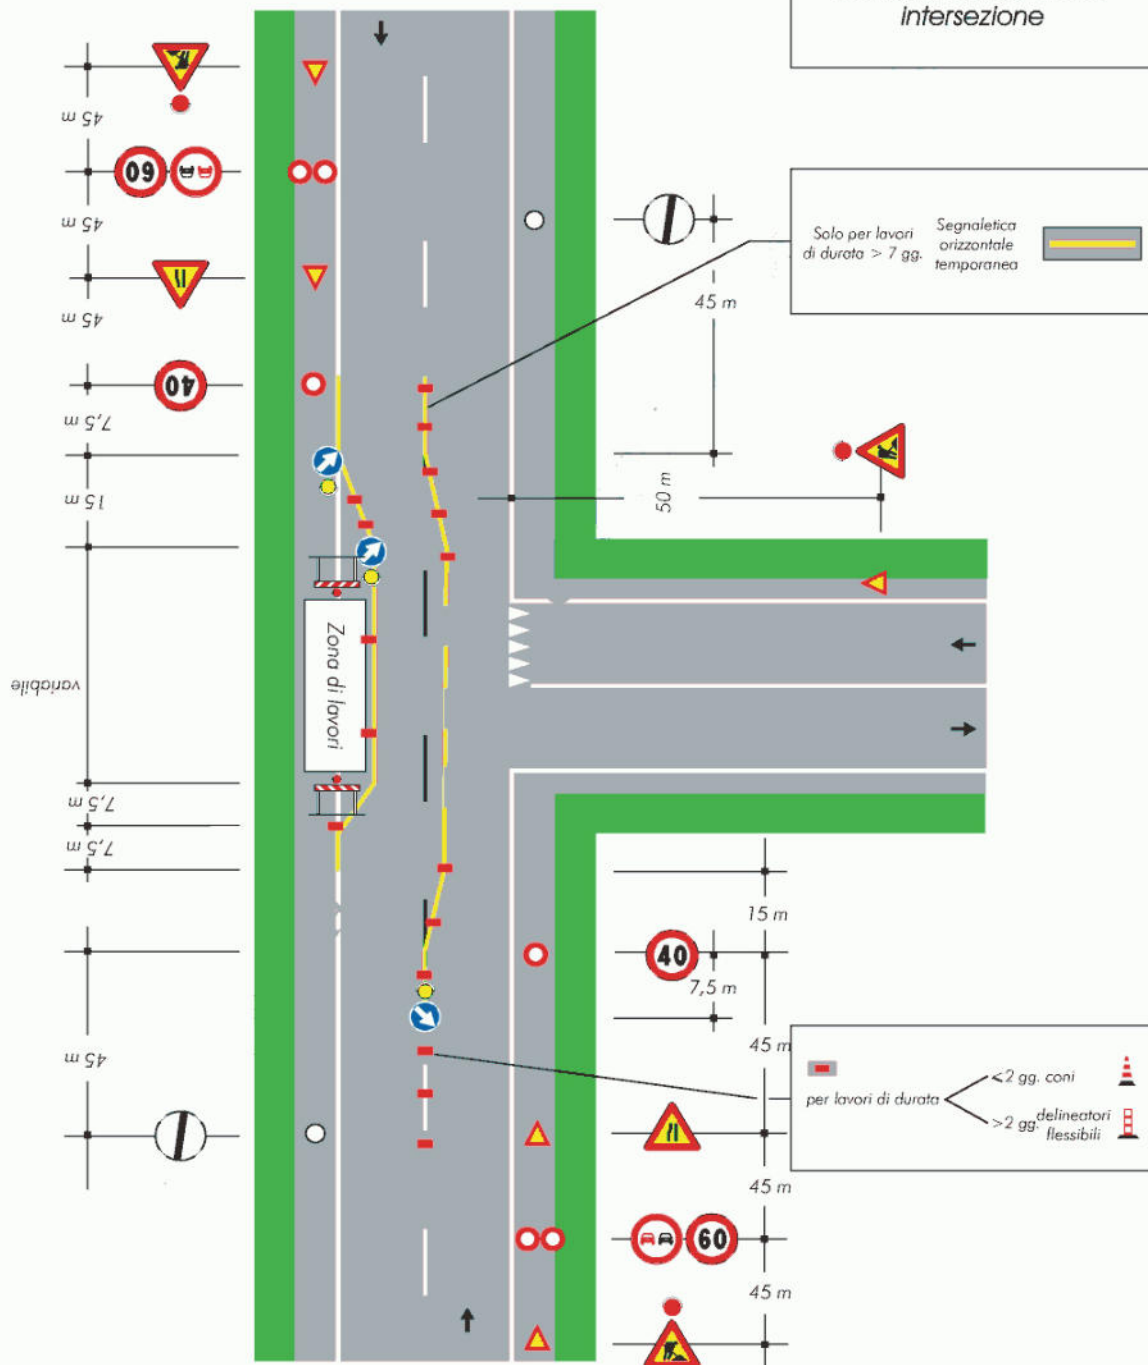 intersezione
45 m
60
45 m
45 m
40
7,5 m
15 m
variabile
7,5 m
7,5 m
45 m
Zona di lavori
45 m
50 m
Solo per lavori
di durata > 7 gg.
Segnaletica
orizzontale
temporanea
15 m
40
7,5 m
45 m
per lavori di durata
<2 gg. coni
>2 gg. delineatori
flessibili
45 m
60
45 m